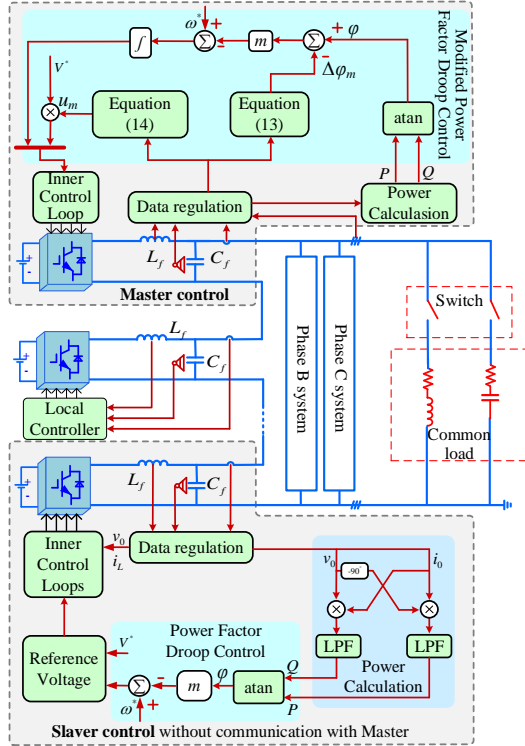 ω*
+
-
φ
+
-
Δφm
∫
Σ
m
Σ
V*
um
Equation
(14)
Equation
(13)
atan
P
Q
Modified Power
Factor Droop Control
Inner
Control
Loop
Data regulation
Power
Calculasion
Lf
Cf
+
-
Master control
Phase B system
Phase C system
Switch
Common
load
Lf
Cf
+
-
Local
Controller
Lf
Cf
+
-
Inner
Control
Loops
v0
iL
Data regulation
v0
i0
-90°
LPF
LPF
Power
Calculation
Power Factor
Droop Control
Reference
Voltage
V*
Σ
-
+
ω*
m
φ
atan
Q
P
Slaver control without communication with Master